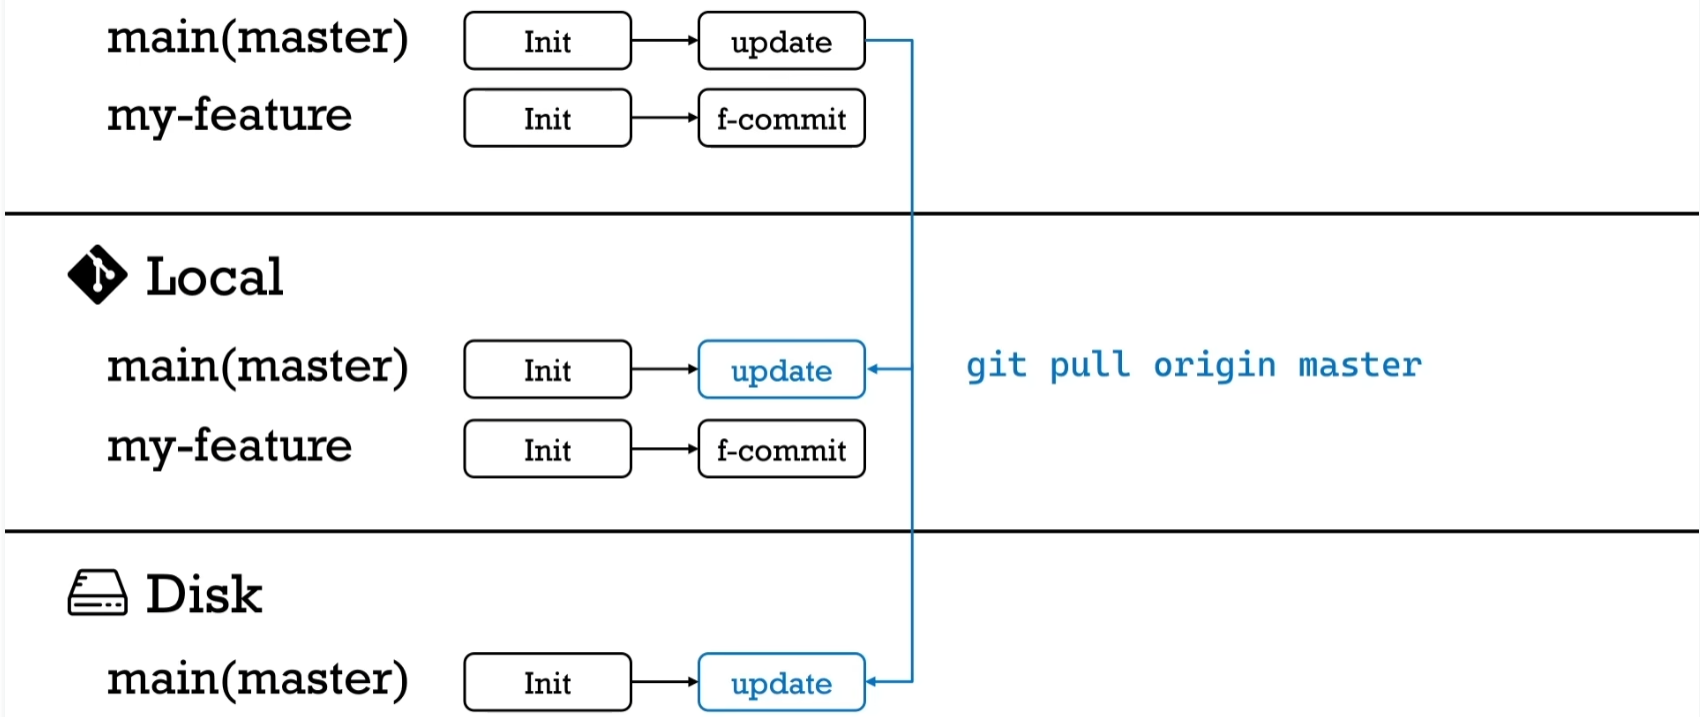 main(master) Init update
my-feature Init f-commit
Local
main(master) Init update git pull origin master
my-feature Init f-commit
Disk
main(master) Init update